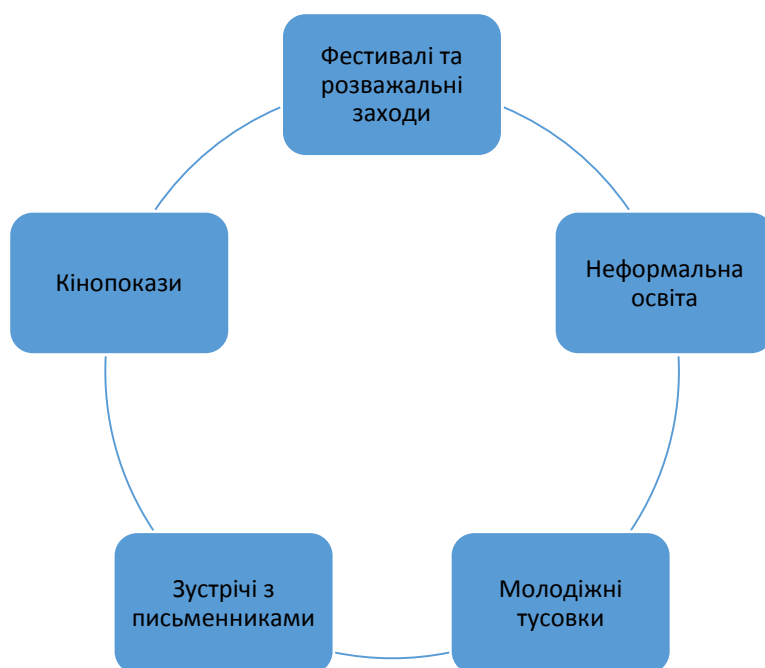 Фестивалі та
розважальні
заходи
Неформальна
освіта
Молодіжні
тусовки
Зустрічі з
письменниками
Кінопокази